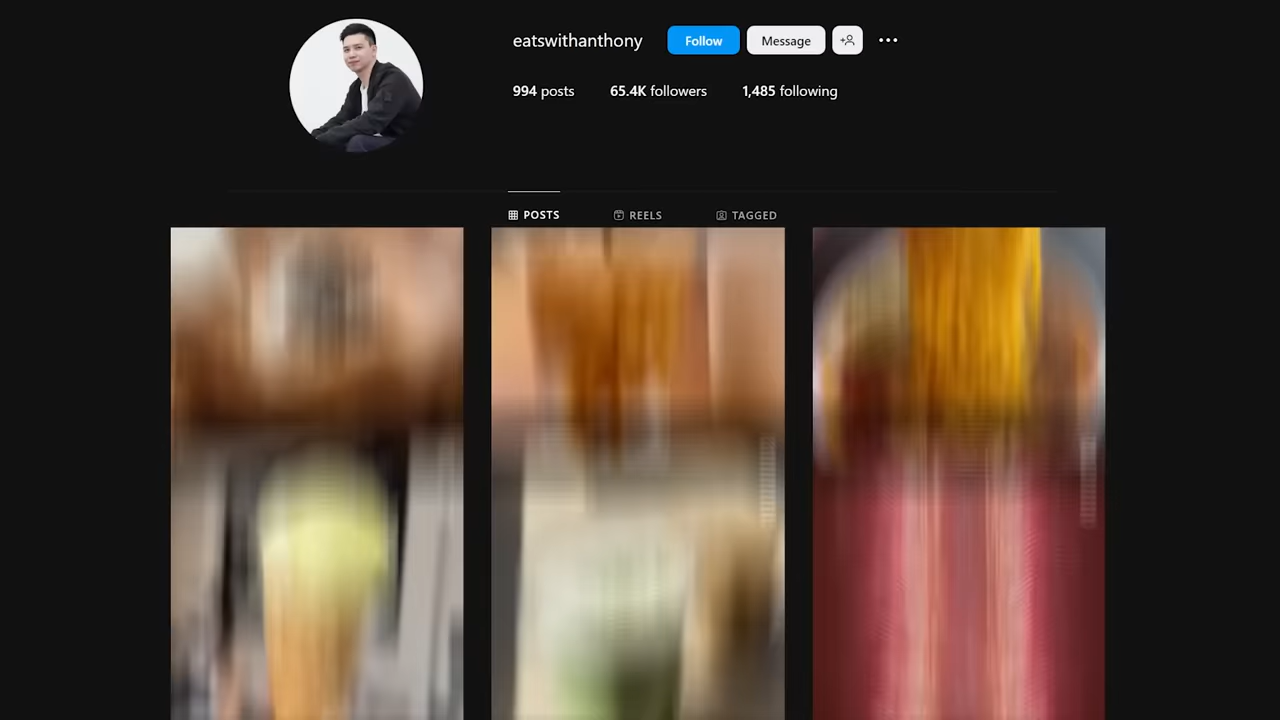 eatswithanthony Follow Message
994 posts 65.4K followers 1,485 following
POSTS REELS TAGGED